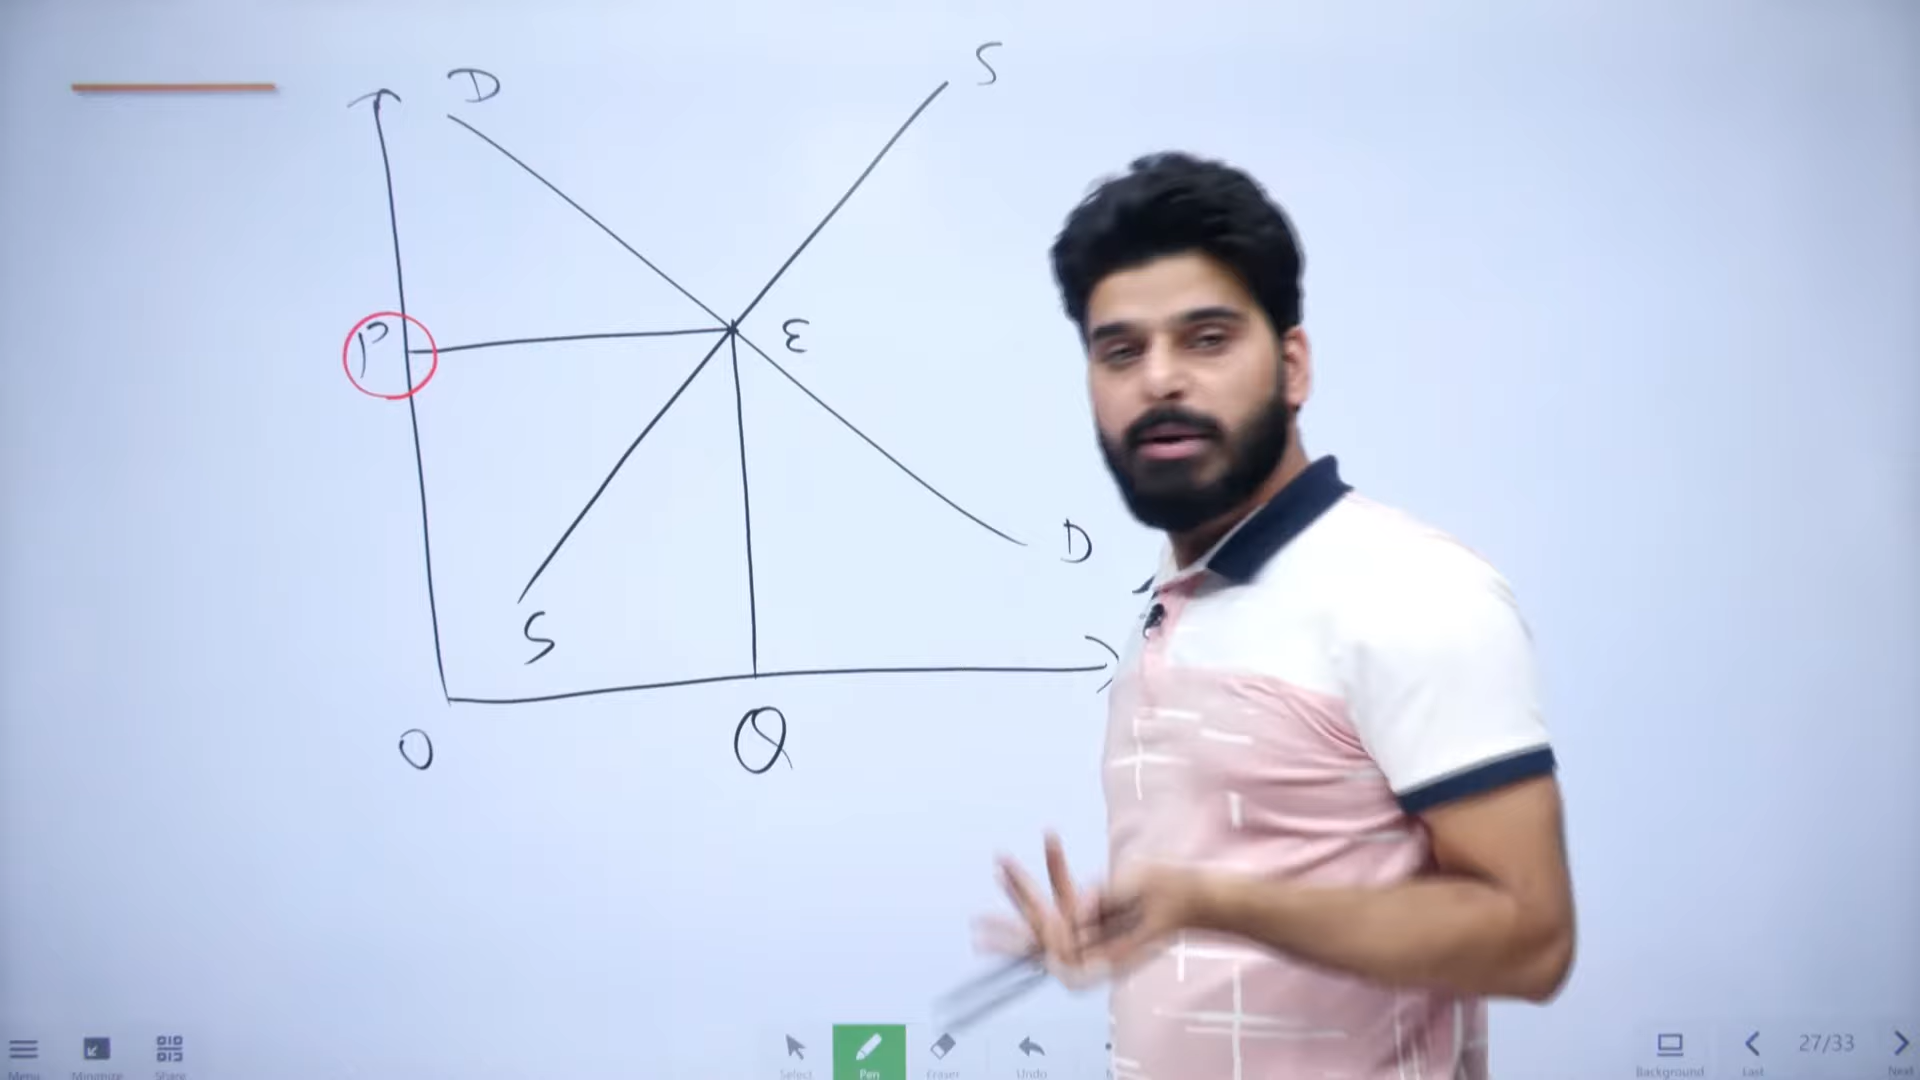 D
S
P
E
D
S
O
Q
Menu
Minimize
Share
Select
Pen
Eraser
Undo
Background
Last
27/33
Next